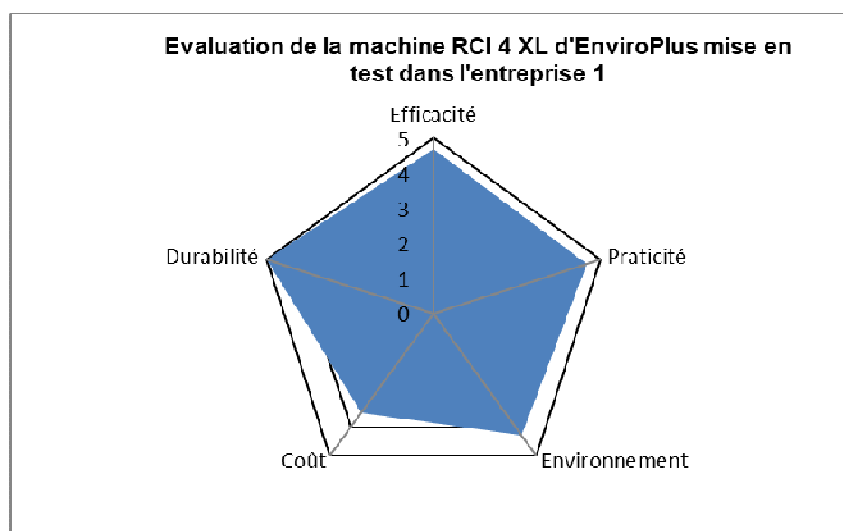 Evaluation de la machine RCI 4 XL d'EnviroPlus mise en
test dans l'entreprise 1
Efficacité
5
4
3
2
1
0
Durabilité
Praticité
Coût
Environnement